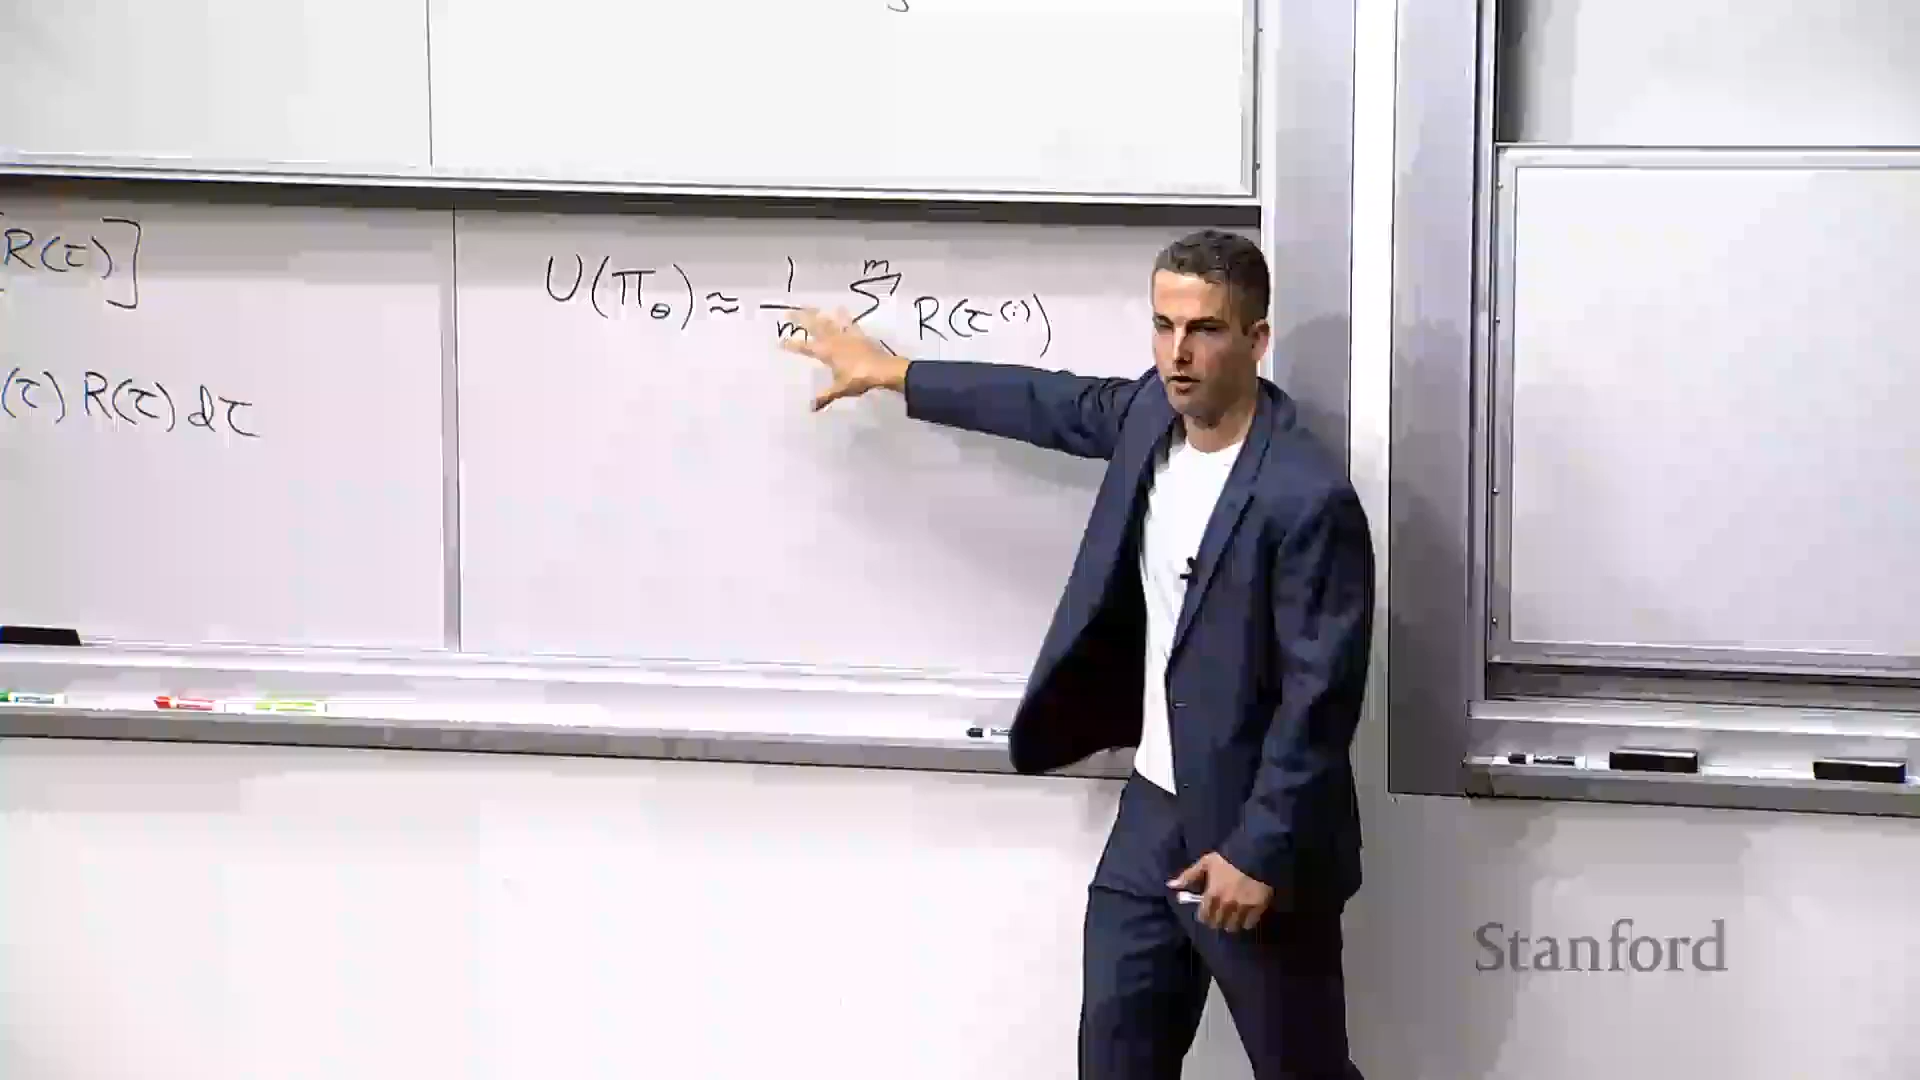 R(τ)]
(τ) R(τ) dτ
U(π_θ) ≈ 1/m Σ^m R(τ^(i))
Stanford